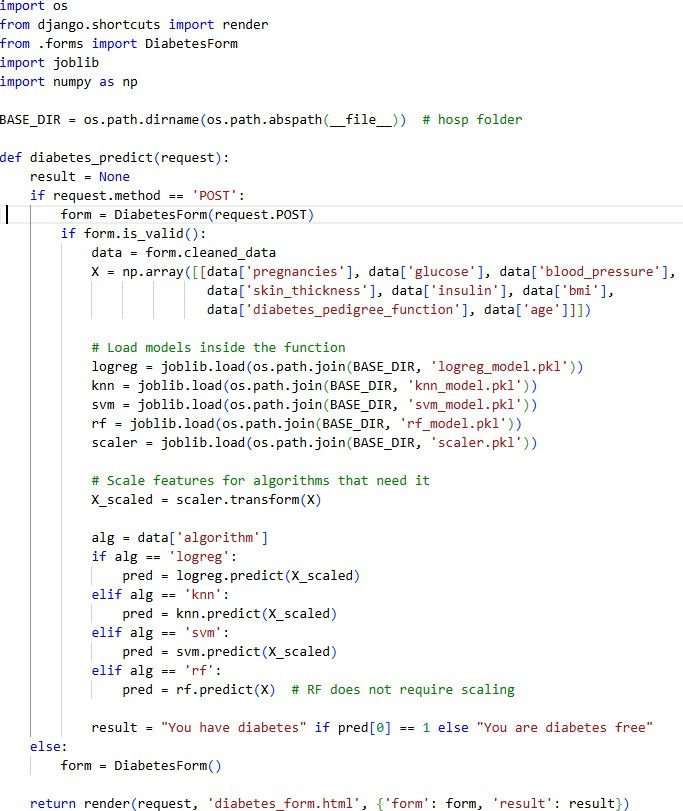 import os
from django.shortcuts import render
from .forms import DiabetesForm
import joblib
import numpy as np

BASE_DIR = os.path.dirname(os.path.abspath(__file__))  # hosp folder

def diabetes_predict(request):
    result = None
    if request.method == 'POST':
        form = DiabetesForm(request.POST)
        if form.is_valid():
            data = form.cleaned_data
            X = np.array([[data['pregnancies'], data['glucose'], data['blood_pressure'],
                           data['skin_thickness'], data['insulin'], data['bmi'],
                           data['diabetes_pedigree_function'], data['age']]])

            # Load models inside the function
            logreg = joblib.load(os.path.join(BASE_DIR, 'logreg_model.pkl'))
            knn = joblib.load(os.path.join(BASE_DIR, 'knn_model.pkl'))
            svm = joblib.load(os.path.join(BASE_DIR, 'svm_model.pkl'))
            rf = joblib.load(os.path.join(BASE_DIR, 'rf_model.pkl'))
            scaler = joblib.load(os.path.join(BASE_DIR, 'scaler.pkl'))

            # Scale features for algorithms that need it
            X_scaled = scaler.transform(X)

            alg = data['algorithm']
            if alg == 'logreg':
                pred = logreg.predict(X_scaled)
            elif alg == 'knn':
                pred = knn.predict(X_scaled)
            elif alg == 'svm':
                pred = svm.predict(X_scaled)
            elif alg == 'rf':
                pred = rf.predict(X)  # RF does not require scaling

            result = "You have diabetes" if pred[0] == 1 else "You are diabetes free"
    else:
        form = DiabetesForm()

    return render(request, 'diabetes_form.html', {'form': form, 'result': result})